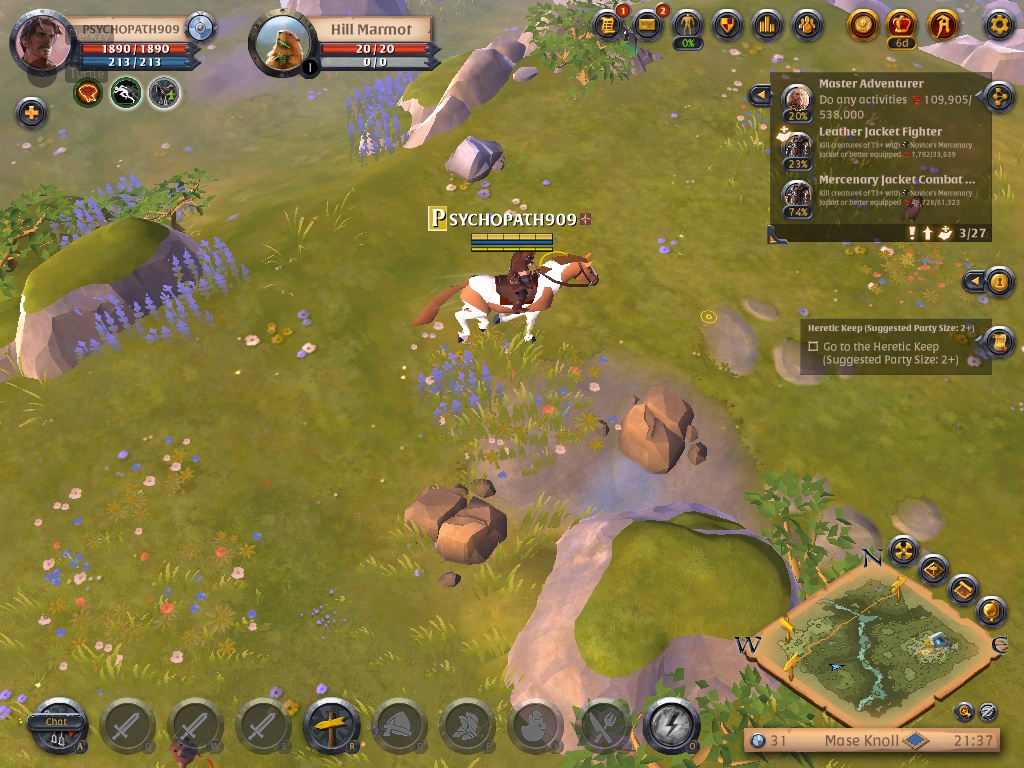 PSYCHOPATH909
1890 / 1890
213 / 213
Turtle
Hill Marmot
20 / 20
0 / 0
I
1
2
0%
6d
Master Adventurer
Do any activities 109,905/
538,000
20%
Leather Jacket Fighter
Kill creatures of T1+ with Novice's Mercenary
Jacket or better equipped 7,792/33,639
23%
Mercenary Jacket Combat ...
Kill creatures of T1+ with Novice's Mercenary
Jacket or better equipped
74%
3/27
PSYCHOPATH909
Heretic Keep (Suggested Party Size: 2+)
Go to the Heretic Keep
(Suggested Party Size: 2+)
N
W
E
Chat
A
Q
W
E
R
D
F
O
31
Mase Knoll
21:37